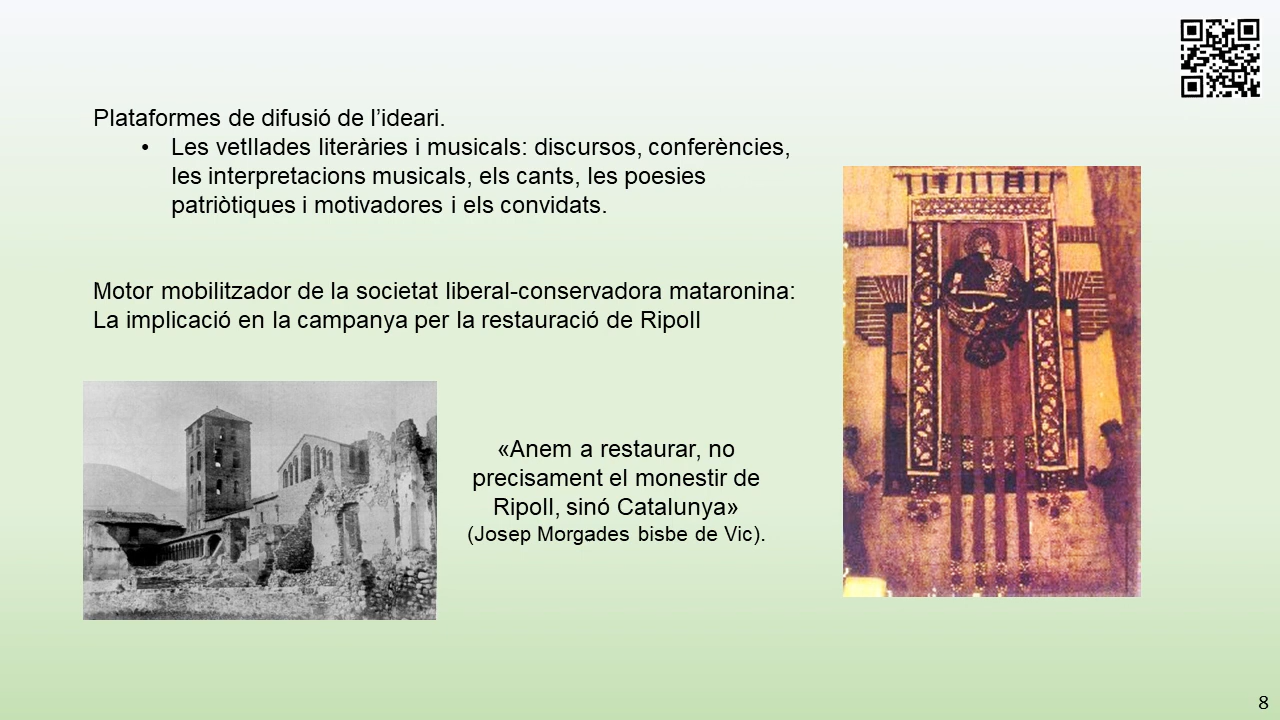 Plataformes de difusió de l’ideari.
• Les vetllades literàries i musicals: discursos, conferències,
les interpretacions musicals, els cants, les poesies
patriòtiques i motivadores i els convidats.
Motor mobilitzador de la societat liberal-conservadora mataronina:
La implicació en la campanya per la restauració de Ripoll
«Anem a restaurar, no
precisament el monestir de
Ripoll, sinó Catalunya»
(Josep Morgades bisbe de Vic).
8